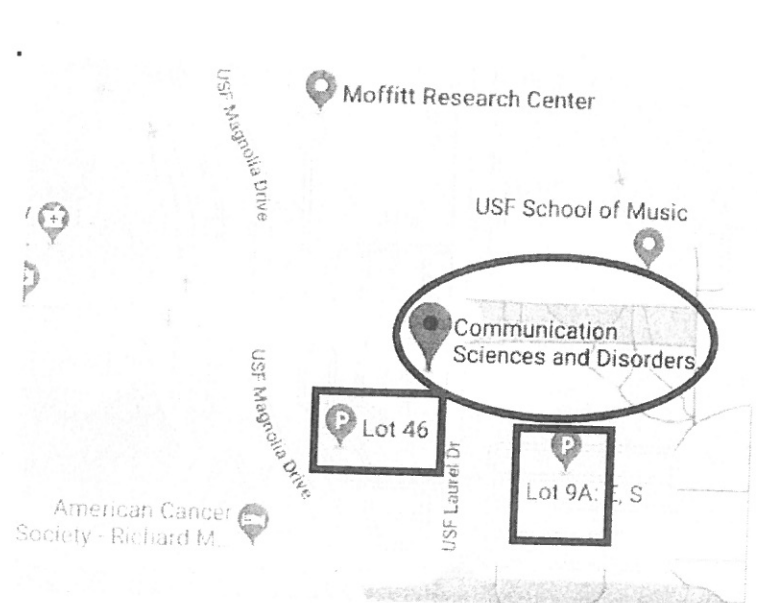 Moffitt Research Center
USF Magnolia Drive
USF School of Music
Communication
Sciences and Disorders
USF Magnolia Drive
P Lot 46
P
Lot 9A: E, S
USF Laurel Dr
American Cancer
Society - Richard M...